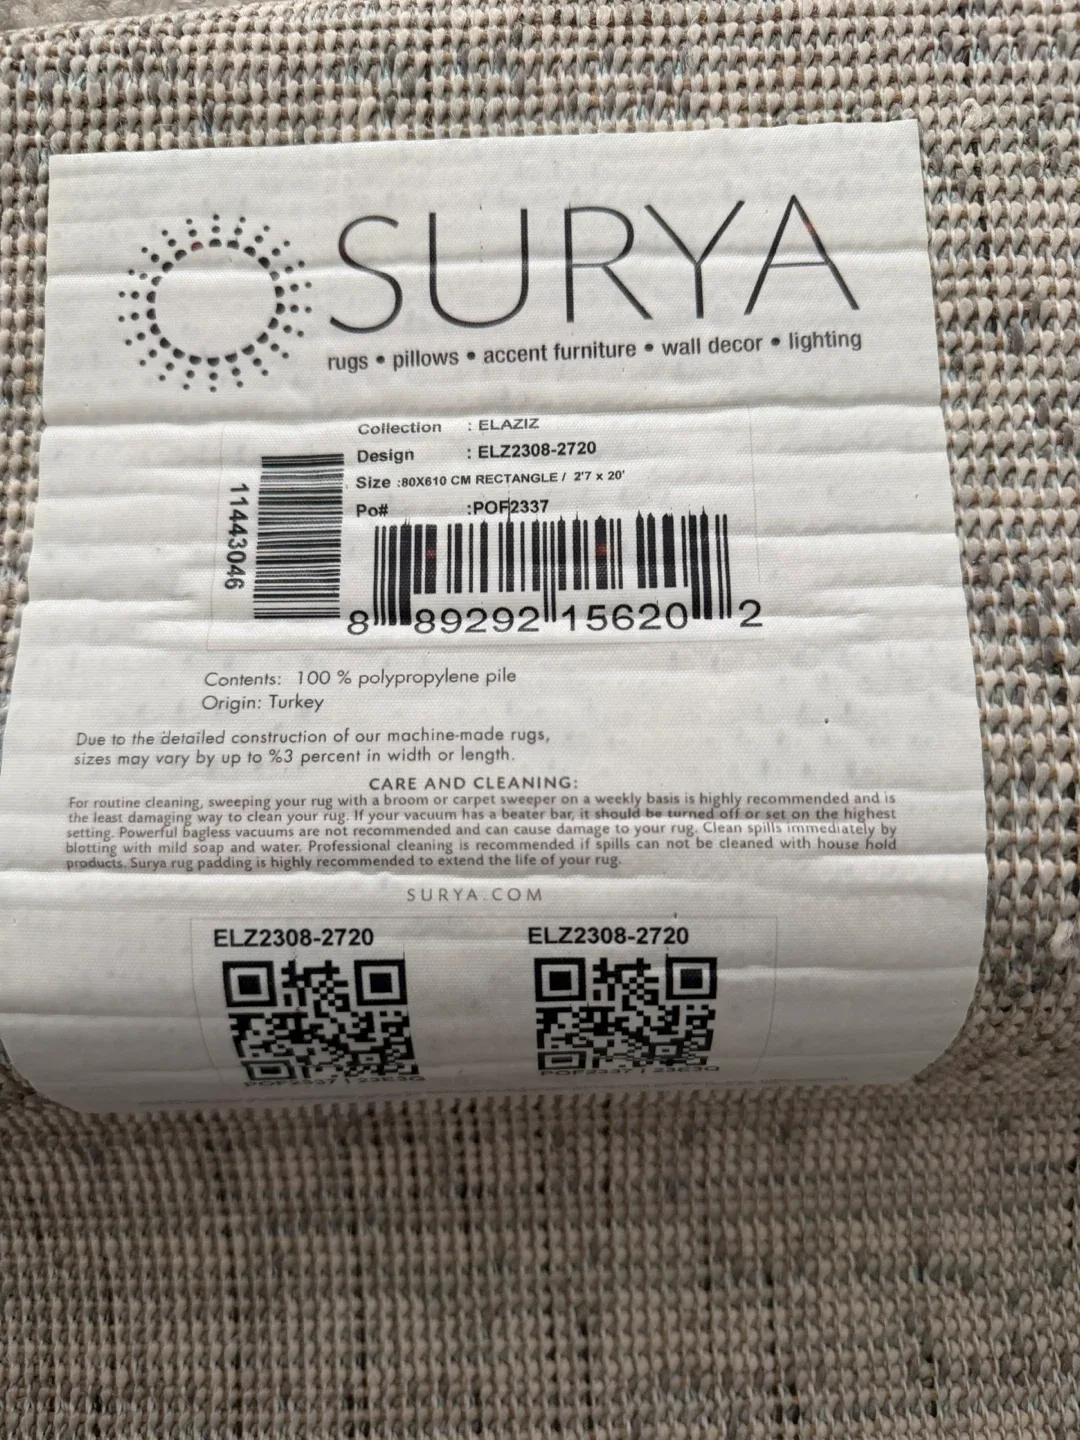 SURYA
rugs • pillows • accent furniture • wall decor • lighting
Collection : ELAZIZ
Design : ELZ2308-2720
Size :80X610 CM RECTANGLE / 2'7 x 20'
Po# :POF2337
11443046
8 89292 15620 2
Contents: 100 % polypropylene pile
Origin: Turkey
Due to the detailed construction of our machine-made rugs,
sizes may vary by up to %3 percent in width or length.
CARE AND CLEANING:
For routine cleaning, sweeping your rug with a broom or carpet sweeper on a weekly basis is highly recommended and is
the least damaging way to clean your rug. If your vacuum has a beater bar, it should be turned off or set on the highest
setting. Powerful bagless vacuums are not recommended and can cause damage to your rug. Clean spills immediately by
blotting with mild soap and water. Professional cleaning is recommended if spills can not be cleaned with house hold
products. Surya rug padding is highly recommended to extend the life of your rug.
SURYA.COM
ELZ2308-2720 ELZ2308-2720
POF2337 | POF2337 |